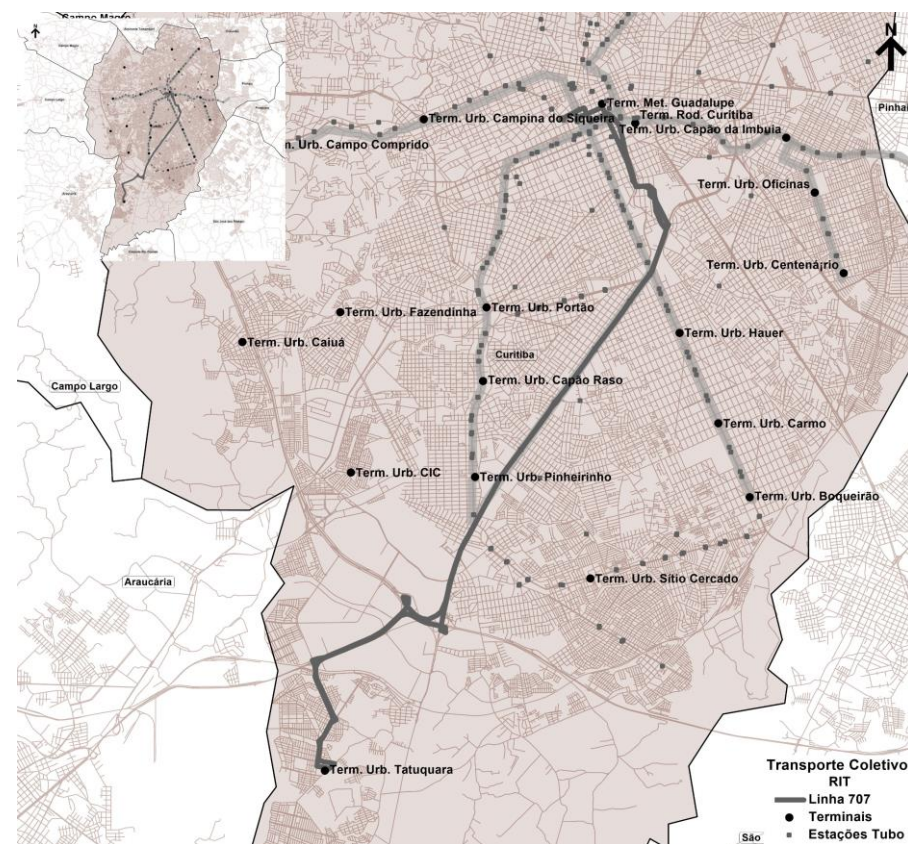 Campo Magro
N
Pinhai
Term. Met. Guadalupe
Term. Rod. Curitiba
Term. Urb. Campina do Siqueira
Term. Urb. Capão da Imbuia
m. Urb. Campo Comprido
Term. Urb. Oficinas
Term. Urb. Centená¡rio
Term. Urb. Fazendinha
Term. Urb. Portão
Term. Urb. Hauer
Term. Urb. Caiuá
Curitiba
Campo Largo
Term. Urb. Capão Raso
Term. Urb. Carmo
Term. Urb. CIC
Term. Urb. Pinheirinho
Term. Urb. Boqueirão
Araucária
Term. Urb. Sítio Cercado
Term. Urb. Tatuquara
Transporte Coletivo
RIT
Linha 707
Terminais
Estações Tubo
São